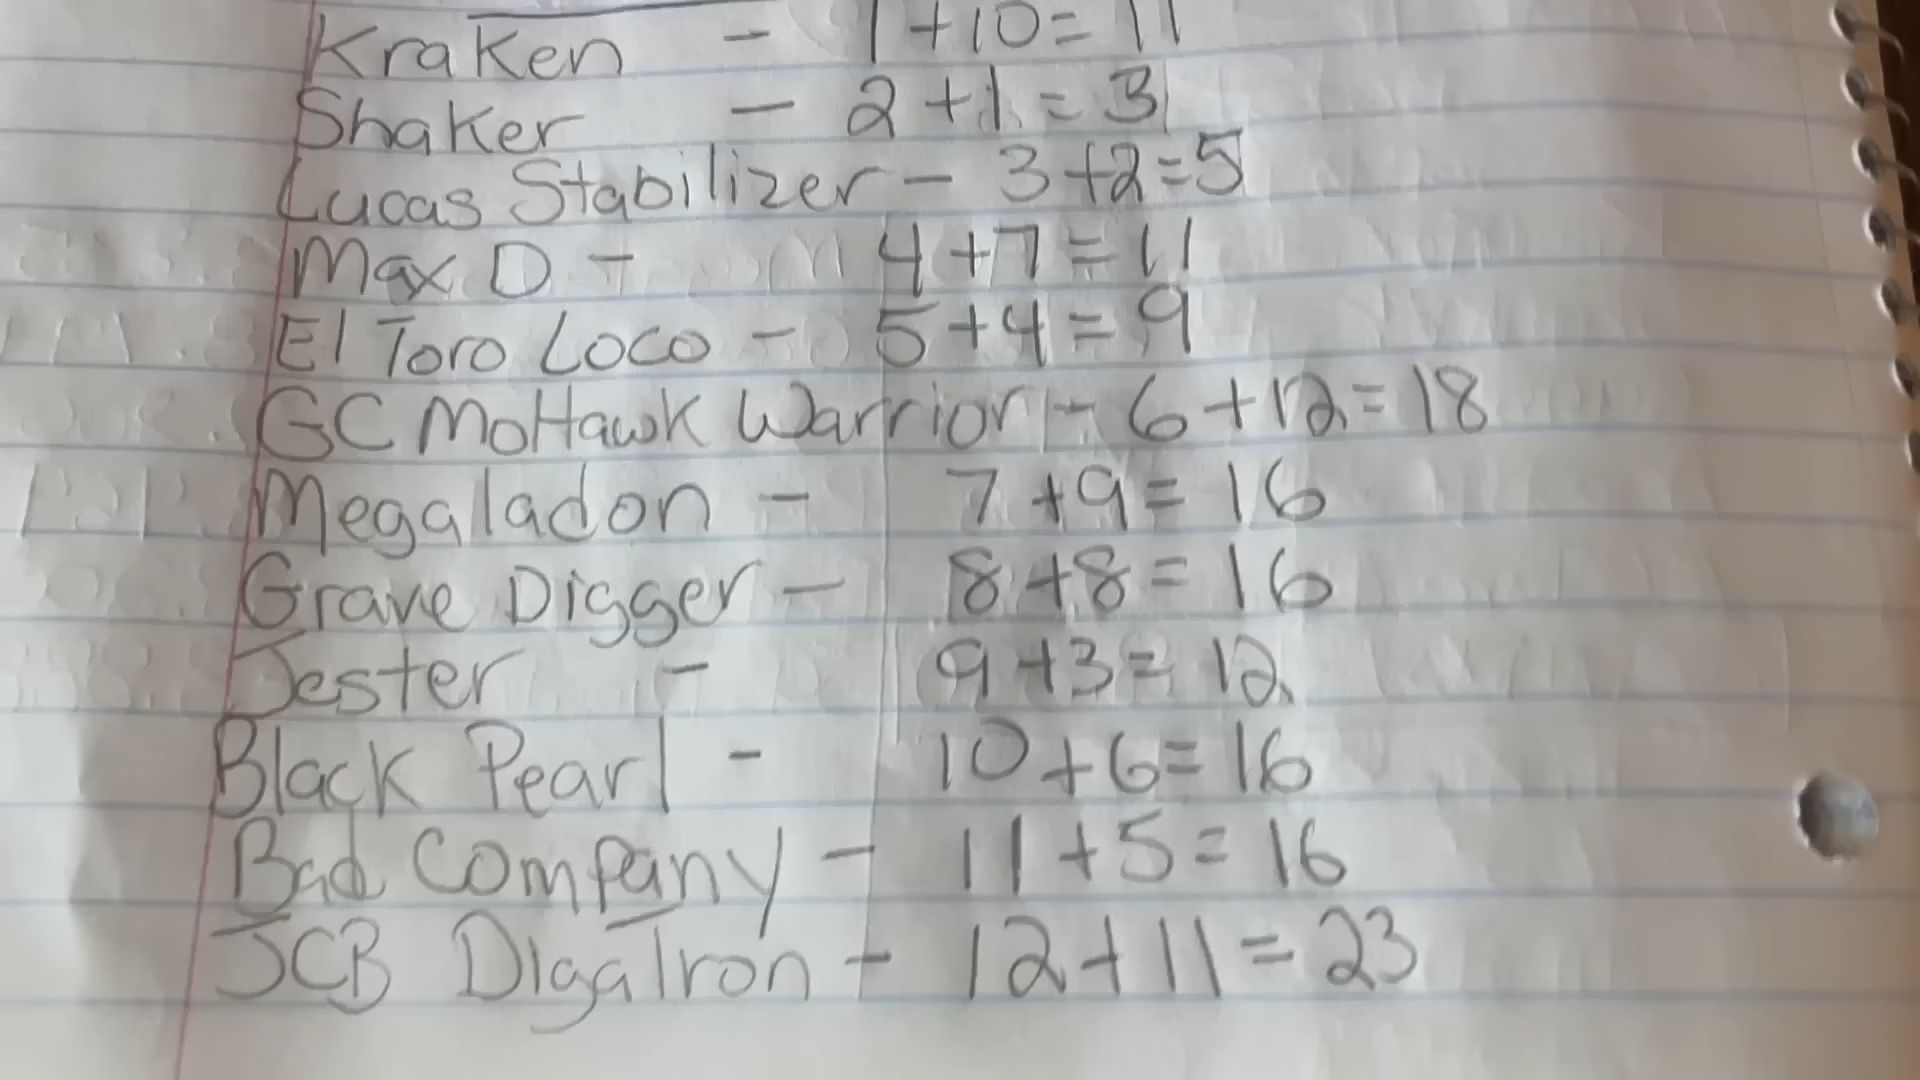 Kraken - 1+10=11
Shaker - 2+1=3
Lucas Stabilizer - 3+2=5
Max D - 4+7=11
El Toro Loco - 5+4=9
GC MoHawk Warrior - 6+12=18
Megaladon - 7+9=16
Grave Digger - 8+8=16
Jester - 9+3=12
Black Pearl - 10+6=16
Bad Company - 11+5=16
JCB DigaTron - 12+11=23